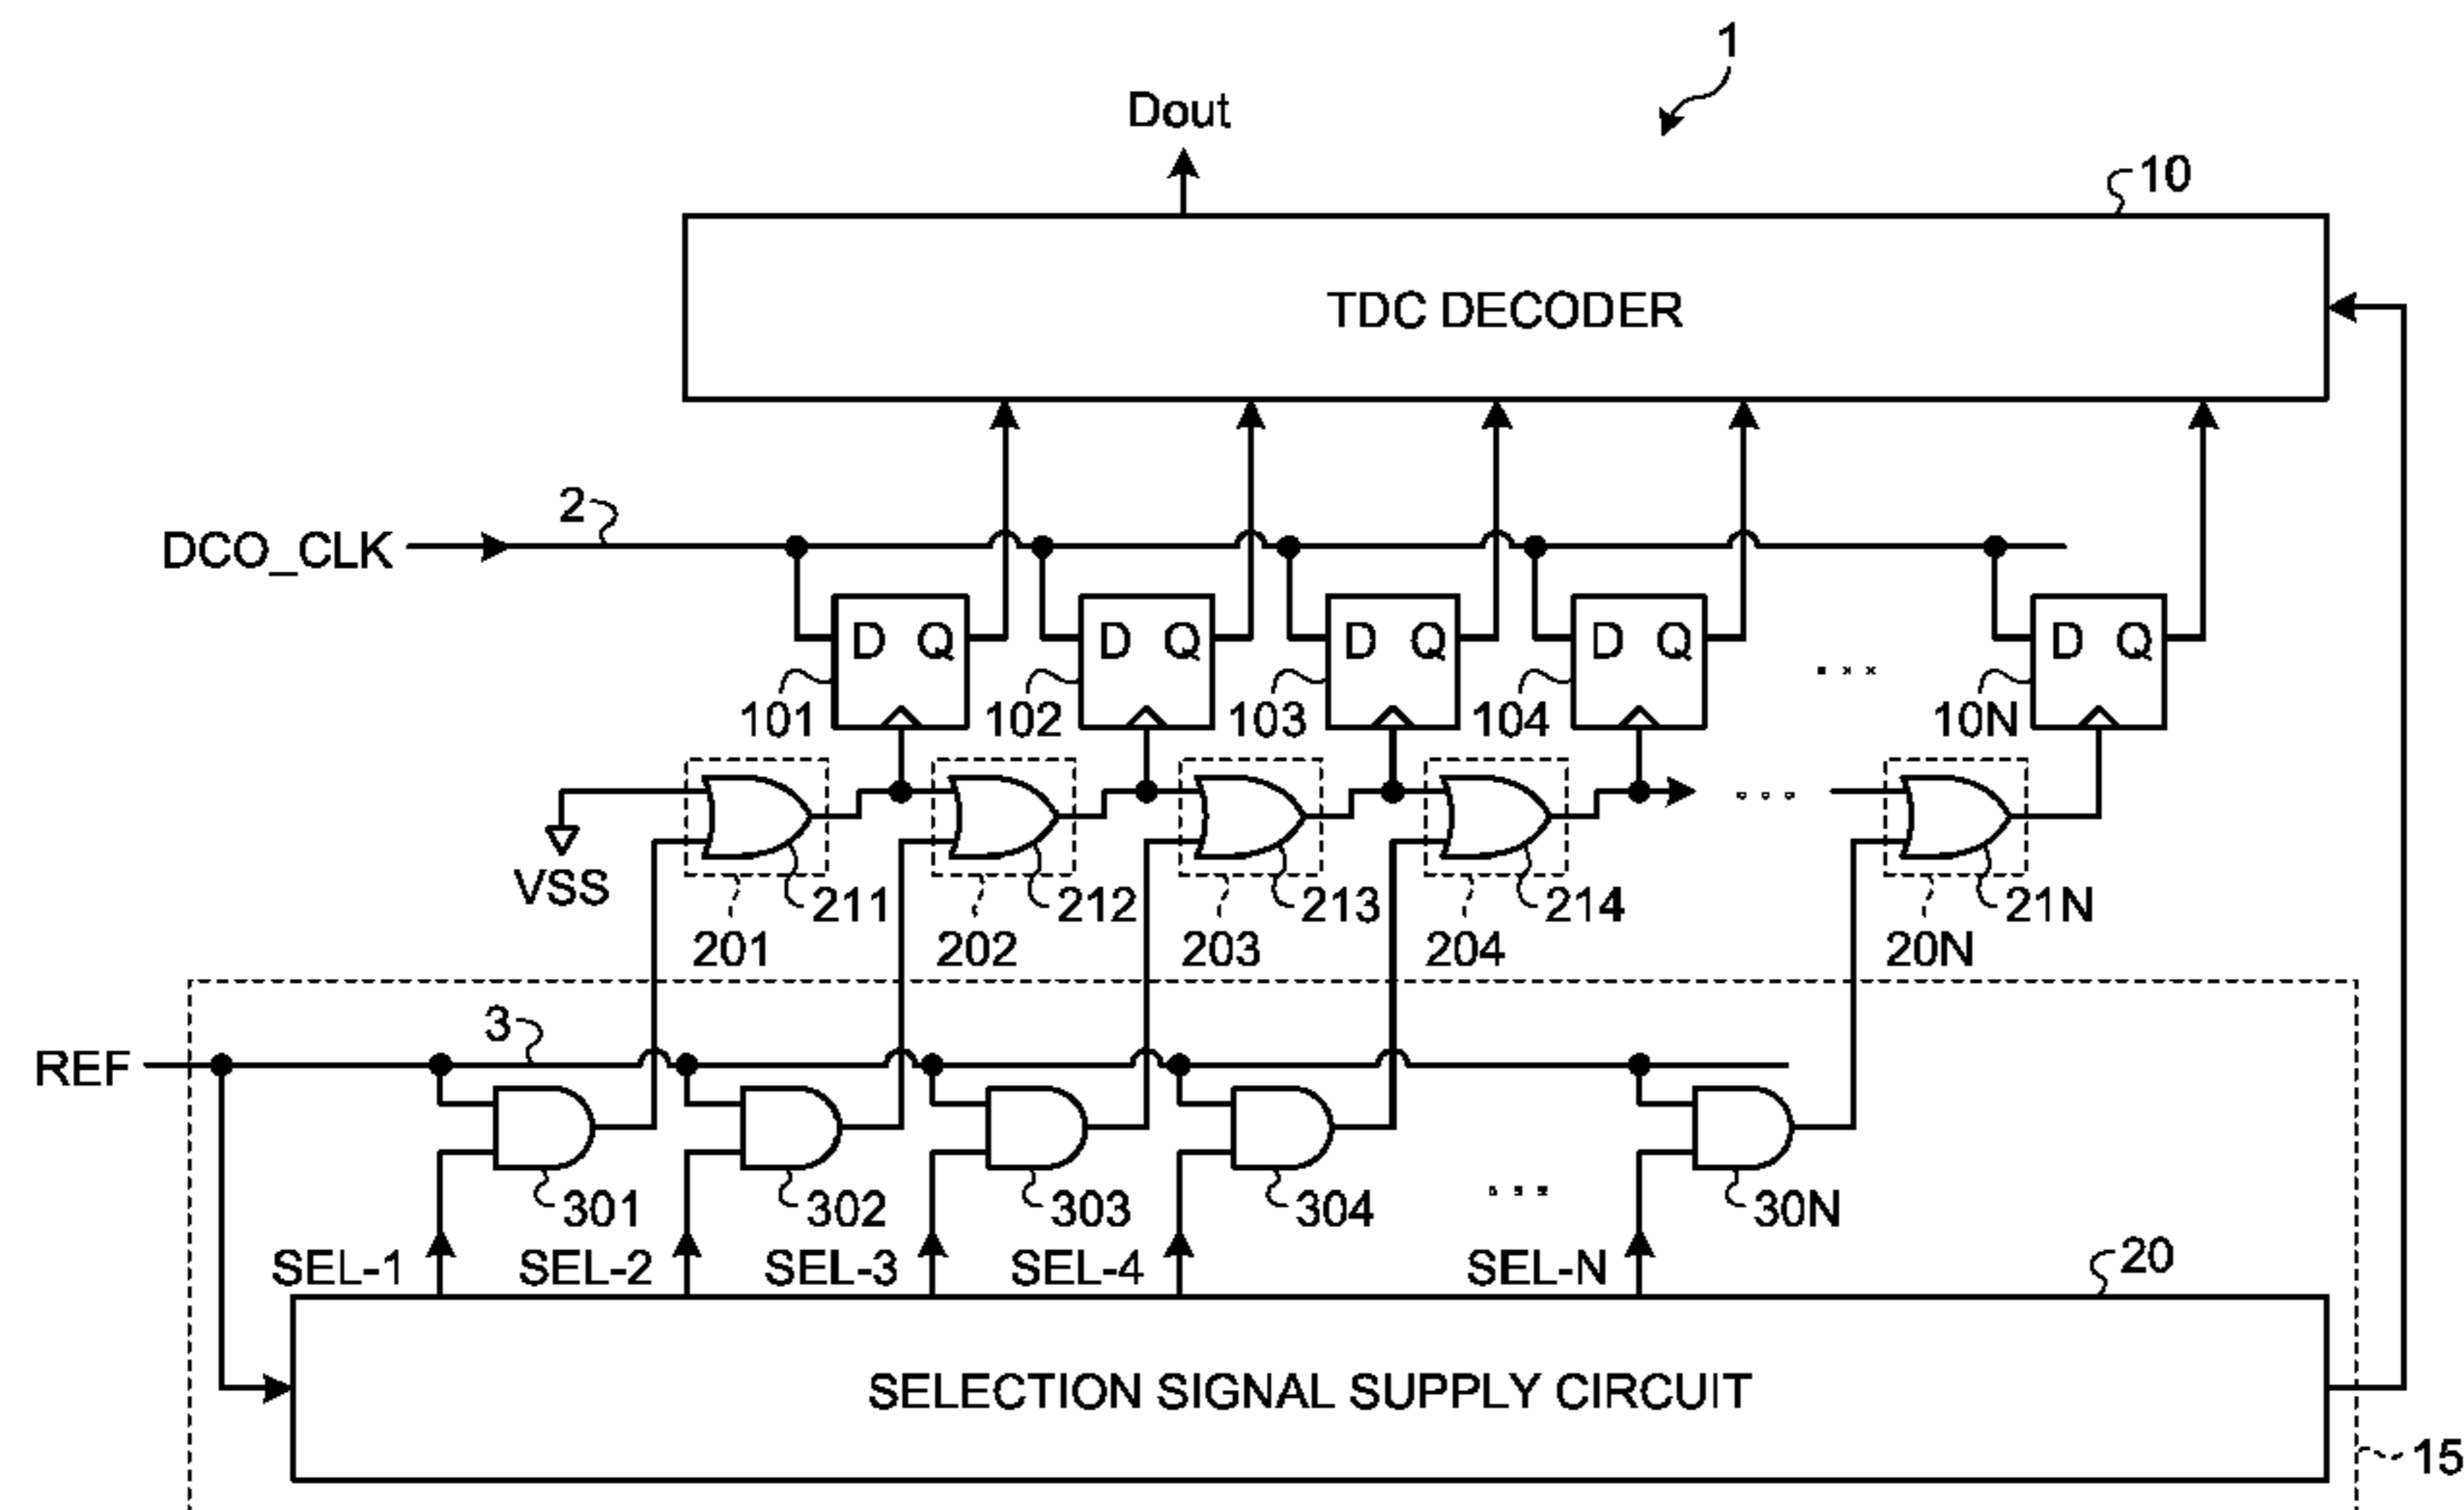 1
Dout
10
TDC DECODER
2
DCO_CLK
D Q D Q D Q D Q ... D Q
101 102 103 104 10N
...
VSS
211 212 213 214 21N
201 202 203 204 20N
3
REF
301 302 303 304 ... 30N
SEL-1 SEL-2 SEL-3 SEL-4 SEL-N
20
SELECTION SIGNAL SUPPLY CIRCUIT
15